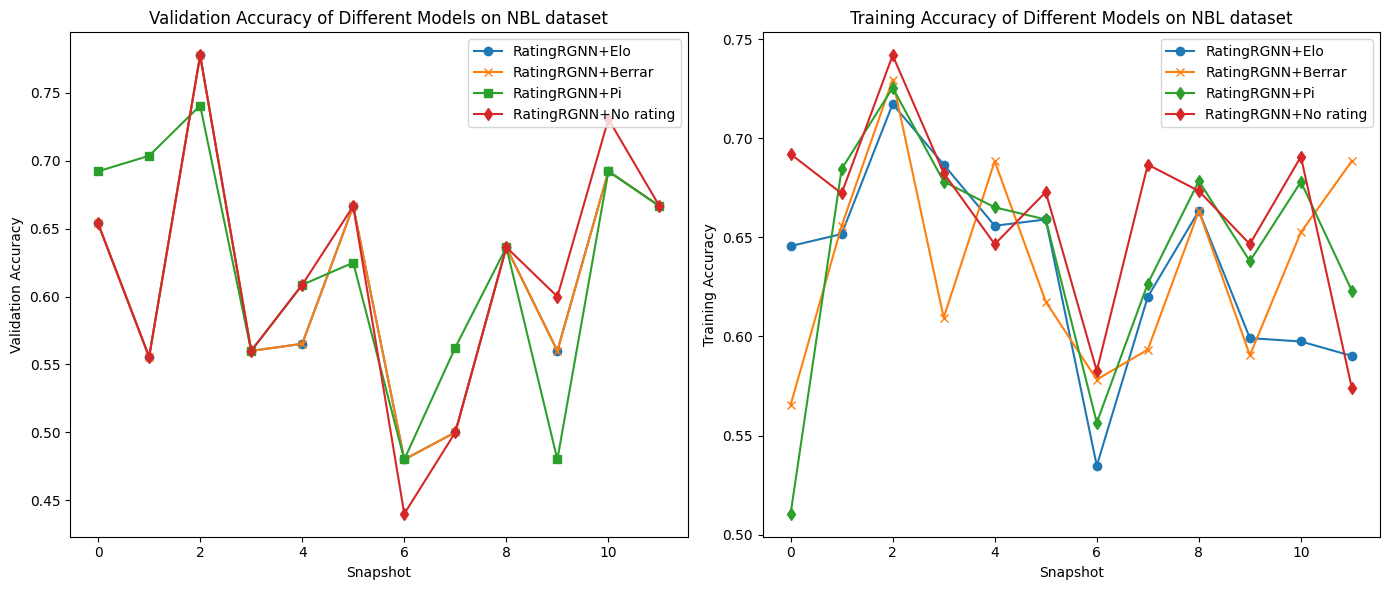 Validation Accuracy of Different Models on NBL dataset
RatingRGNN+Elo
RatingRGNN+Berrar
RatingRGNN+Pi
RatingRGNN+No rating
Validation Accuracy
0.75
0.70
0.65
0.60
0.55
0.50
0.45
0 2 4 6 8 10
Snapshot
Training Accuracy of Different Models on NBL dataset
RatingRGNN+Elo
RatingRGNN+Berrar
RatingRGNN+Pi
RatingRGNN+No rating
Training Accuracy
0.75
0.70
0.65
0.60
0.55
0.50
0 2 4 6 8 10
Snapshot